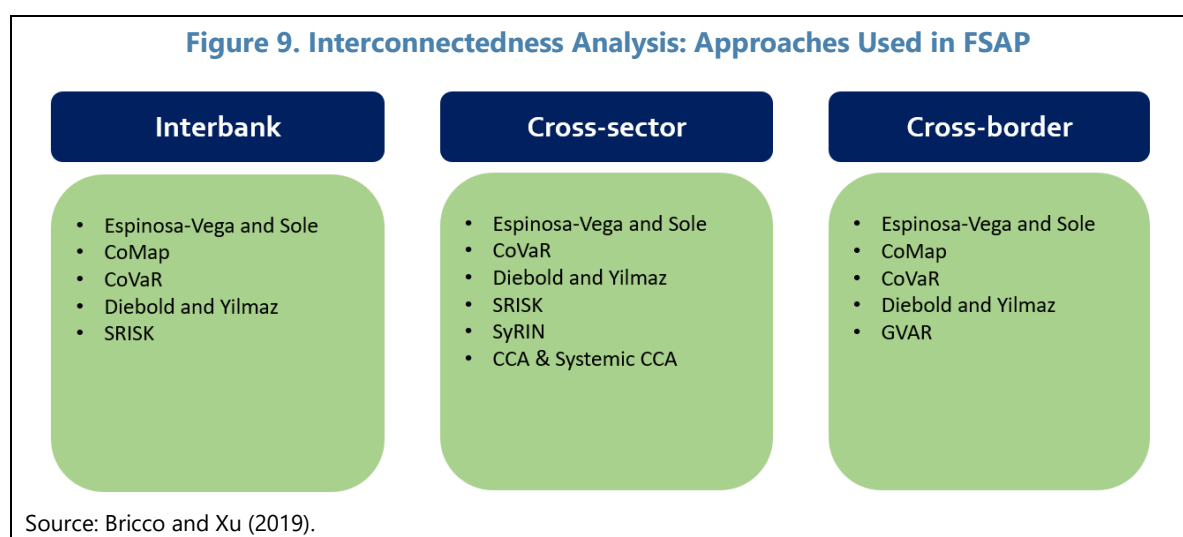 Figure 9. Interconnectedness Analysis: Approaches Used in FSAP
Interbank
• Espinosa-Vega and Sole
• CoMap
• CoVaR
• Diebold and Yilmaz
• SRISK
Cross-sector
• Espinosa-Vega and Sole
• CoVaR
• Diebold and Yilmaz
• SRISK
• SyRIN
• CCA & Systemic CCA
Cross-border
• Espinosa-Vega and Sole
• CoMap
• CoVaR
• Diebold and Yilmaz
• GVAR
Source: Bricco and Xu (2019).